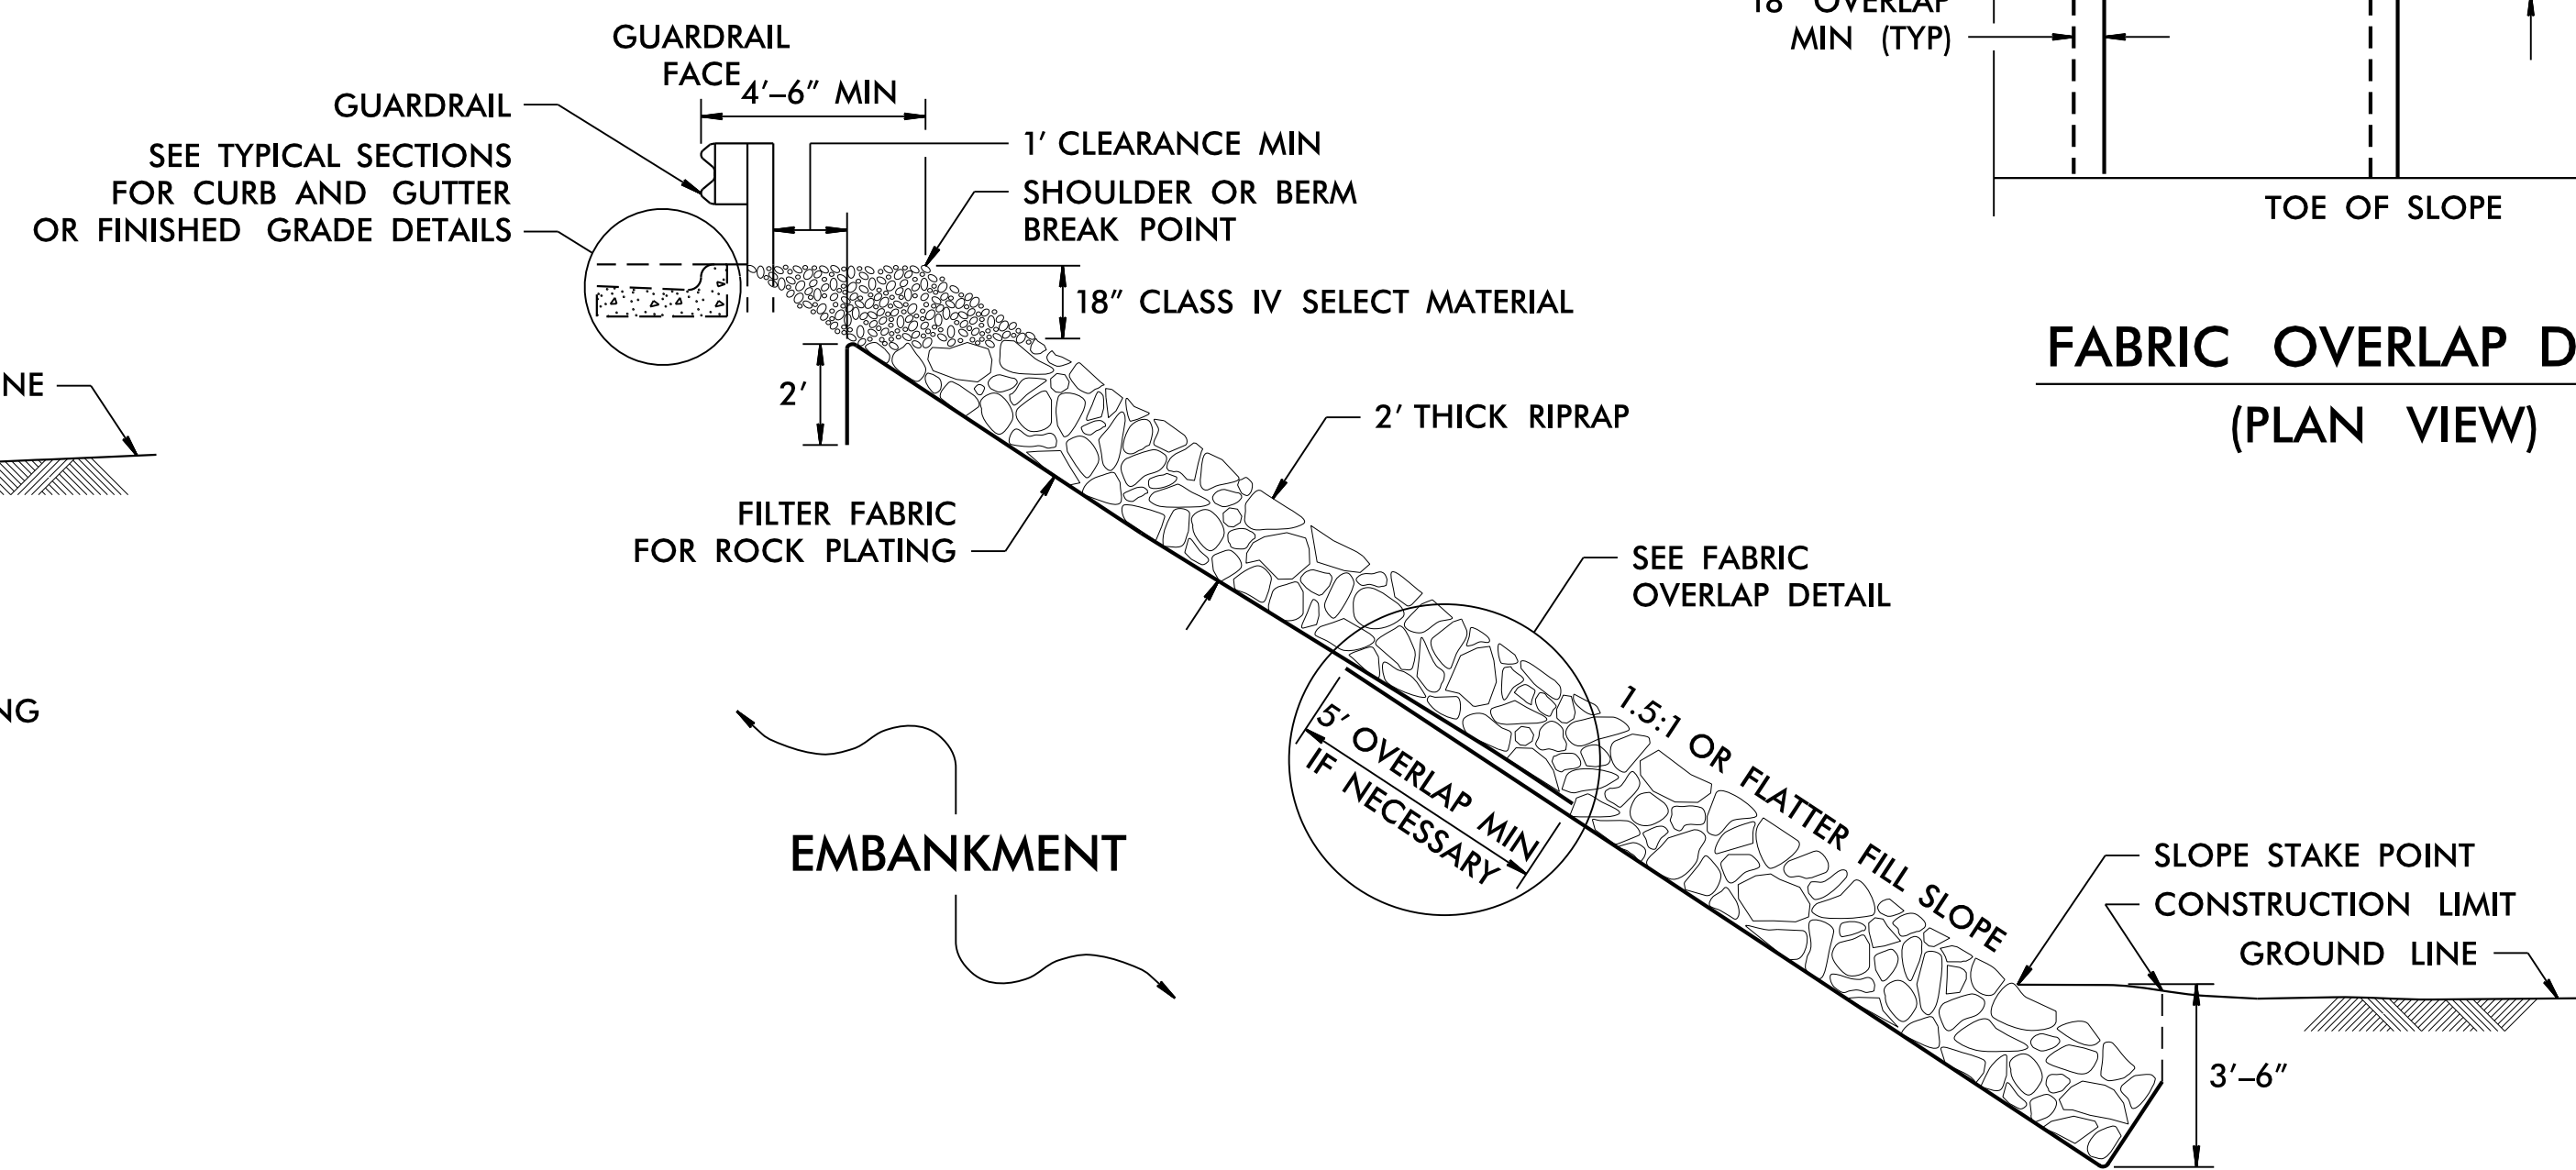 GUARDRAIL
FACE
4'–6" MIN
GUARDRAIL
SEE TYPICAL SECTIONS
FOR CURB AND GUTTER
OR FINISHED GRADE DETAILS
1' CLEARANCE MIN
SHOULDER OR BERM
BREAK POINT
18" CLASS IV SELECT MATERIAL
2'
2' THICK RIPRAP
FILTER FABRIC
FOR ROCK PLATING
SEE FABRIC
OVERLAP DETAIL
5' OVERLAP MIN
IF NECESSARY
1.5:1 OR FLATTER FILL SLOPE
EMBANKMENT
SLOPE STAKE POINT
CONSTRUCTION LIMIT
GROUND LINE
3'–6"
18" OVERLAP
MIN (TYP)
TOE OF SLOPE
FABRIC OVERLAP D
(PLAN VIEW)
NE
NG